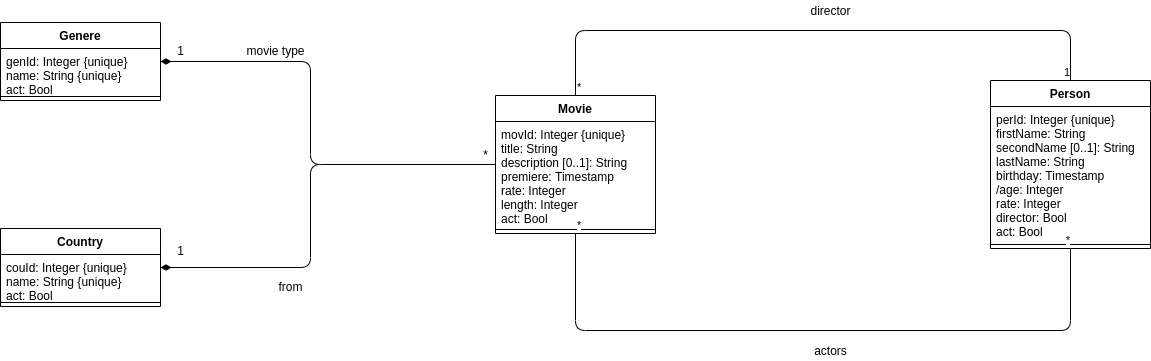 director
Genere
1
movie type
genId: Integer {unique}
name: String {unique}
act: Bool
1
Person
*
Movie
perId: Integer {unique}
firstName: String
secondName [0..1]: String
lastName: String
birthday: Timestamp
/age: Integer
rate: Integer
director: Bool
act: Bool
*
movId: Integer {unique}
title: String
description [0..1]: String
premiere: Timestamp
rate: Integer
length: Integer
act: Bool
*
*
Country
1
couId: Integer {unique}
name: String {unique}
act: Bool
from
actors